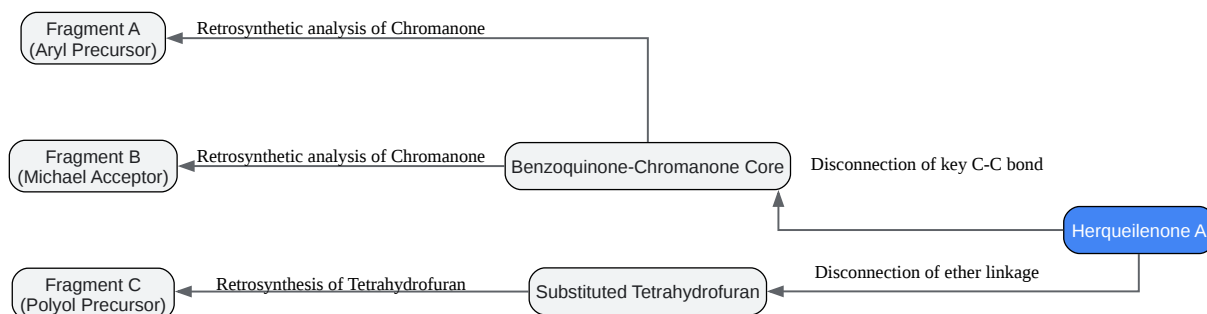 Fragment A
(Aryl Precursor)
Retrosynthetic analysis of Chromanone
Fragment B
(Michael Acceptor)
Retrosynthetic analysis of Chromanone
Benzoquinone-Chromanone Core
Disconnection of key C-C bond
Herqueilenone A
Fragment C
(Polyol Precursor)
Retrosynthesis of Tetrahydrofuran
Substituted Tetrahydrofuran
Disconnection of ether linkage